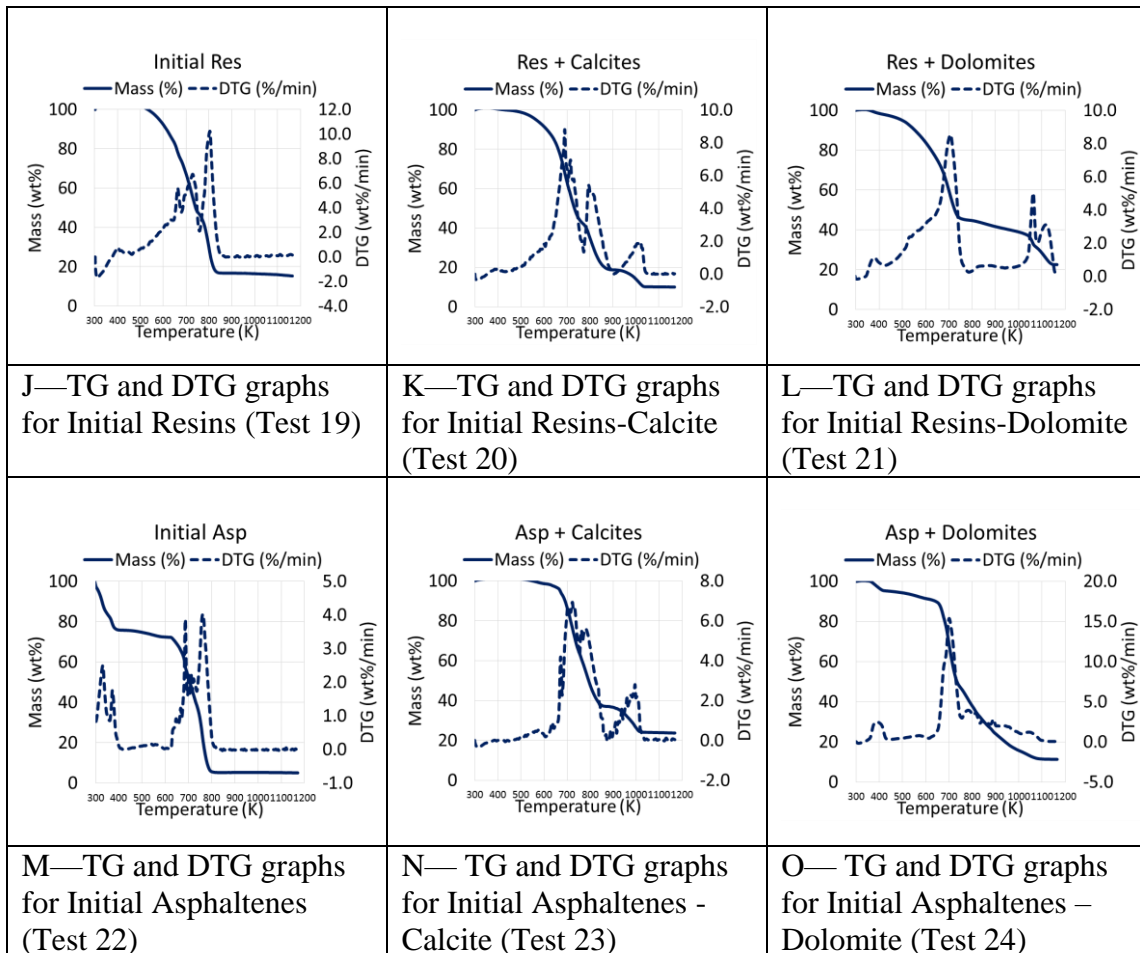 Initial Res
Mass (%) DTG (%/min)
100
80
60
40
20
0
Mass (wt%)
12.0
10.0
8.0
6.0
4.0
2.0
0.0
-2.0
-4.0
DTG (wt%/min)
300 400 500 600 700 800 900 1000 1100 1200
Temperature (K)
Res + Calcites
Mass (%) DTG (%/min)
100
80
60
40
20
0
Mass (wt%)
10.0
8.0
6.0
4.0
2.0
0.0
-2.0
DTG (wt%/min)
300 400 500 600 700 800 900 1000 1100 1200
Temperature (K)
Res + Dolomites
Mass (%) DTG (%/min)
100
80
60
40
20
0
Mass (wt%)
10.0
8.0
6.0
4.0
2.0
0.0
-2.0
DTG (wt%/min)
300 400 500 600 700 800 900 1000 1100 1200
Temperature (K)
J—TG and DTG graphs
for Initial Resins (Test 19)
K—TG and DTG graphs
for Initial Resins-Calcite
(Test 20)
L—TG and DTG graphs
for Initial Resins-Dolomite
(Test 21)
Initial Asp
Mass (%) DTG (%/min)
100
80
60
40
20
0
Mass (wt%)
5.0
4.0
3.0
2.0
1.0
0.0
-1.0
DTG (wt%/min)
300 400 500 600 700 800 900 1000 1100 1200
Temperature (K)
Asp + Calcites
Mass (%) DTG (%/min)
100
80
60
40
20
0
Mass (wt%)
8.0
6.0
4.0
2.0
0.0
-2.0
DTG (wt%/min)
300 400 500 600 700 800 900 1000 1100 1200
Temperature (K)
Asp + Dolomites
Mass (%) DTG (%/min)
100
80
60
40
20
0
Mass (wt%)
20.0
15.0
10.0
5.0
0.0
-5.0
DTG (wt%/min)
300 400 500 600 700 800 900 1000 1100 1200
Temperature (K)
M—TG and DTG graphs
for Initial Asphaltenes
(Test 22)
N— TG and DTG graphs
for Initial Asphaltenes -
Calcite (Test 23)
O— TG and DTG graphs
for Initial Asphaltenes –
Dolomite (Test 24)